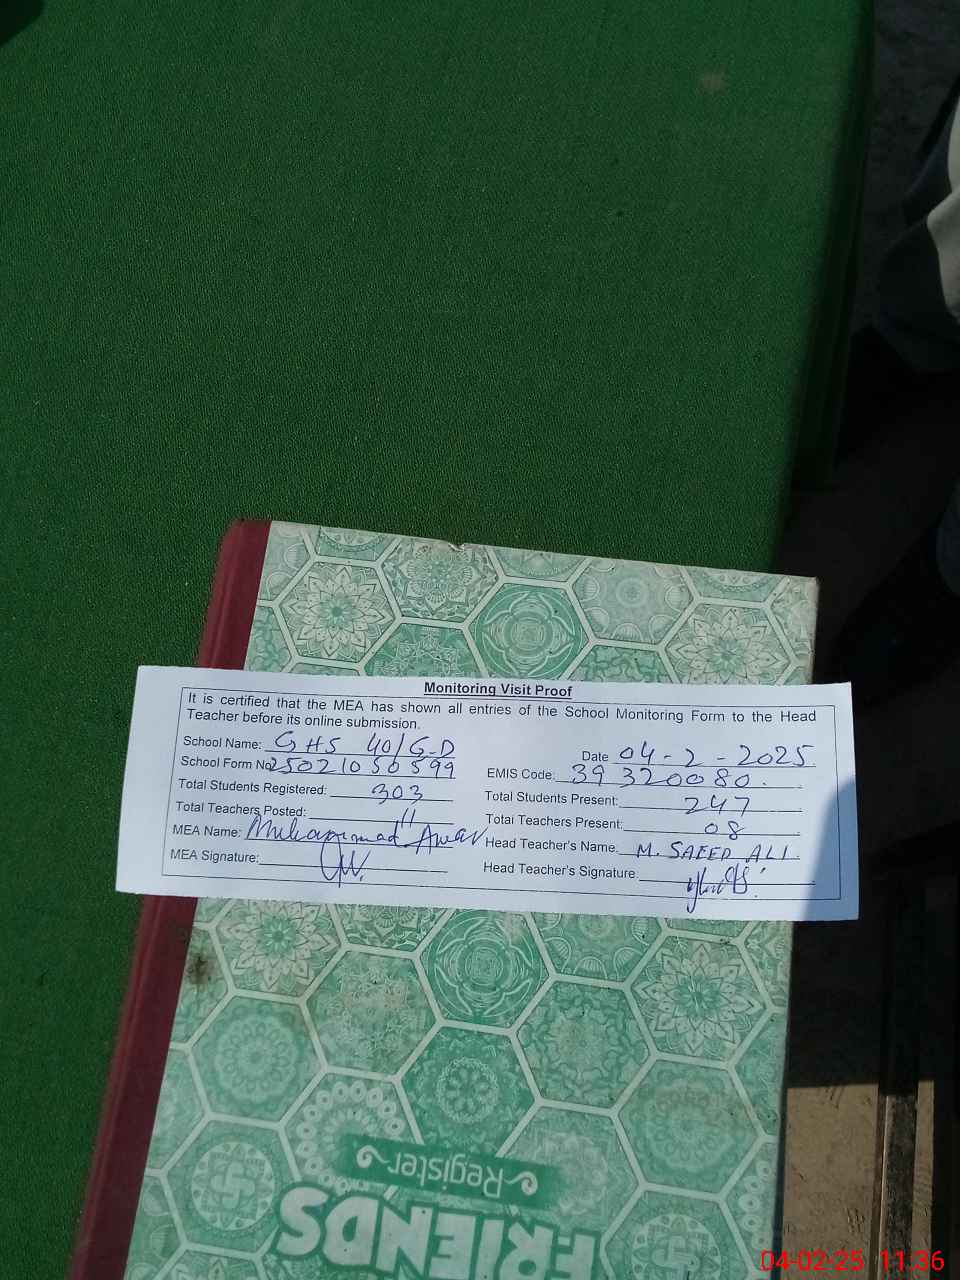 Monitoring Visit Proof
It is certified that the MEA has shown all entries of the School Monitoring Form to the Head
Teacher before its online submission.
School Name: GHS 40/G-D
Date 04-2-2025
School Form No 25021050599
EMIS Code: 39320080.
Total Students Registered: 303
Total Students Present: 247
Total Teachers Posted: 11
Total Teachers Present: 08
MEA Name: Muhammad Awais
Head Teacher's Name: M. SAEED ALI.
MEA Signature:
Head Teacher's Signature:
Register
FRIENDS
04-02-25 11:36